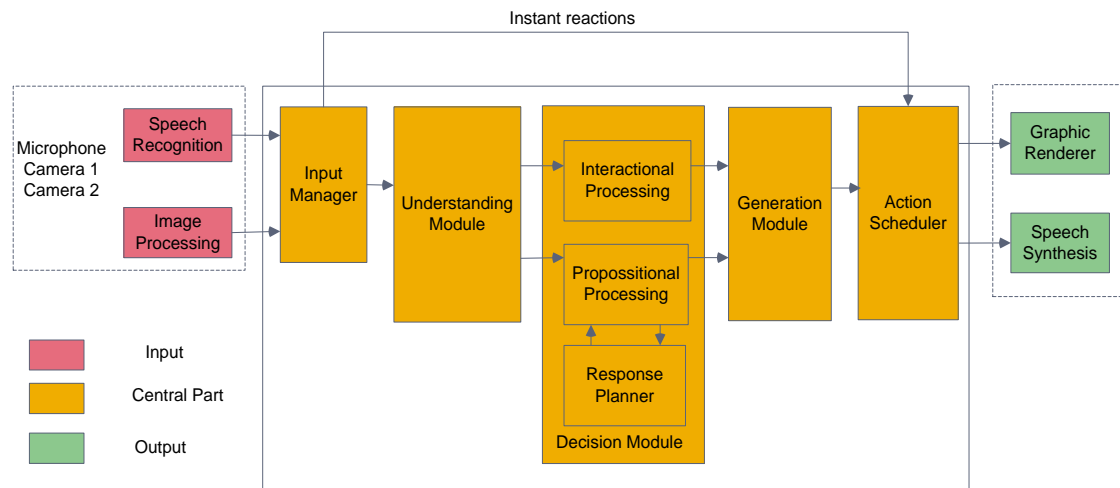 Instant reactions
Microphone
Camera 1
Camera 2
Speech
Recognition
Image
Processing
Input
Manager
Understanding
Module
Interactional
Processing
Propossitional
Processing
Response
Planner
Decision Module
Generation
Module
Action
Scheduler
Graphic
Renderer
Speech
Synthesis
Input
Central Part
Output